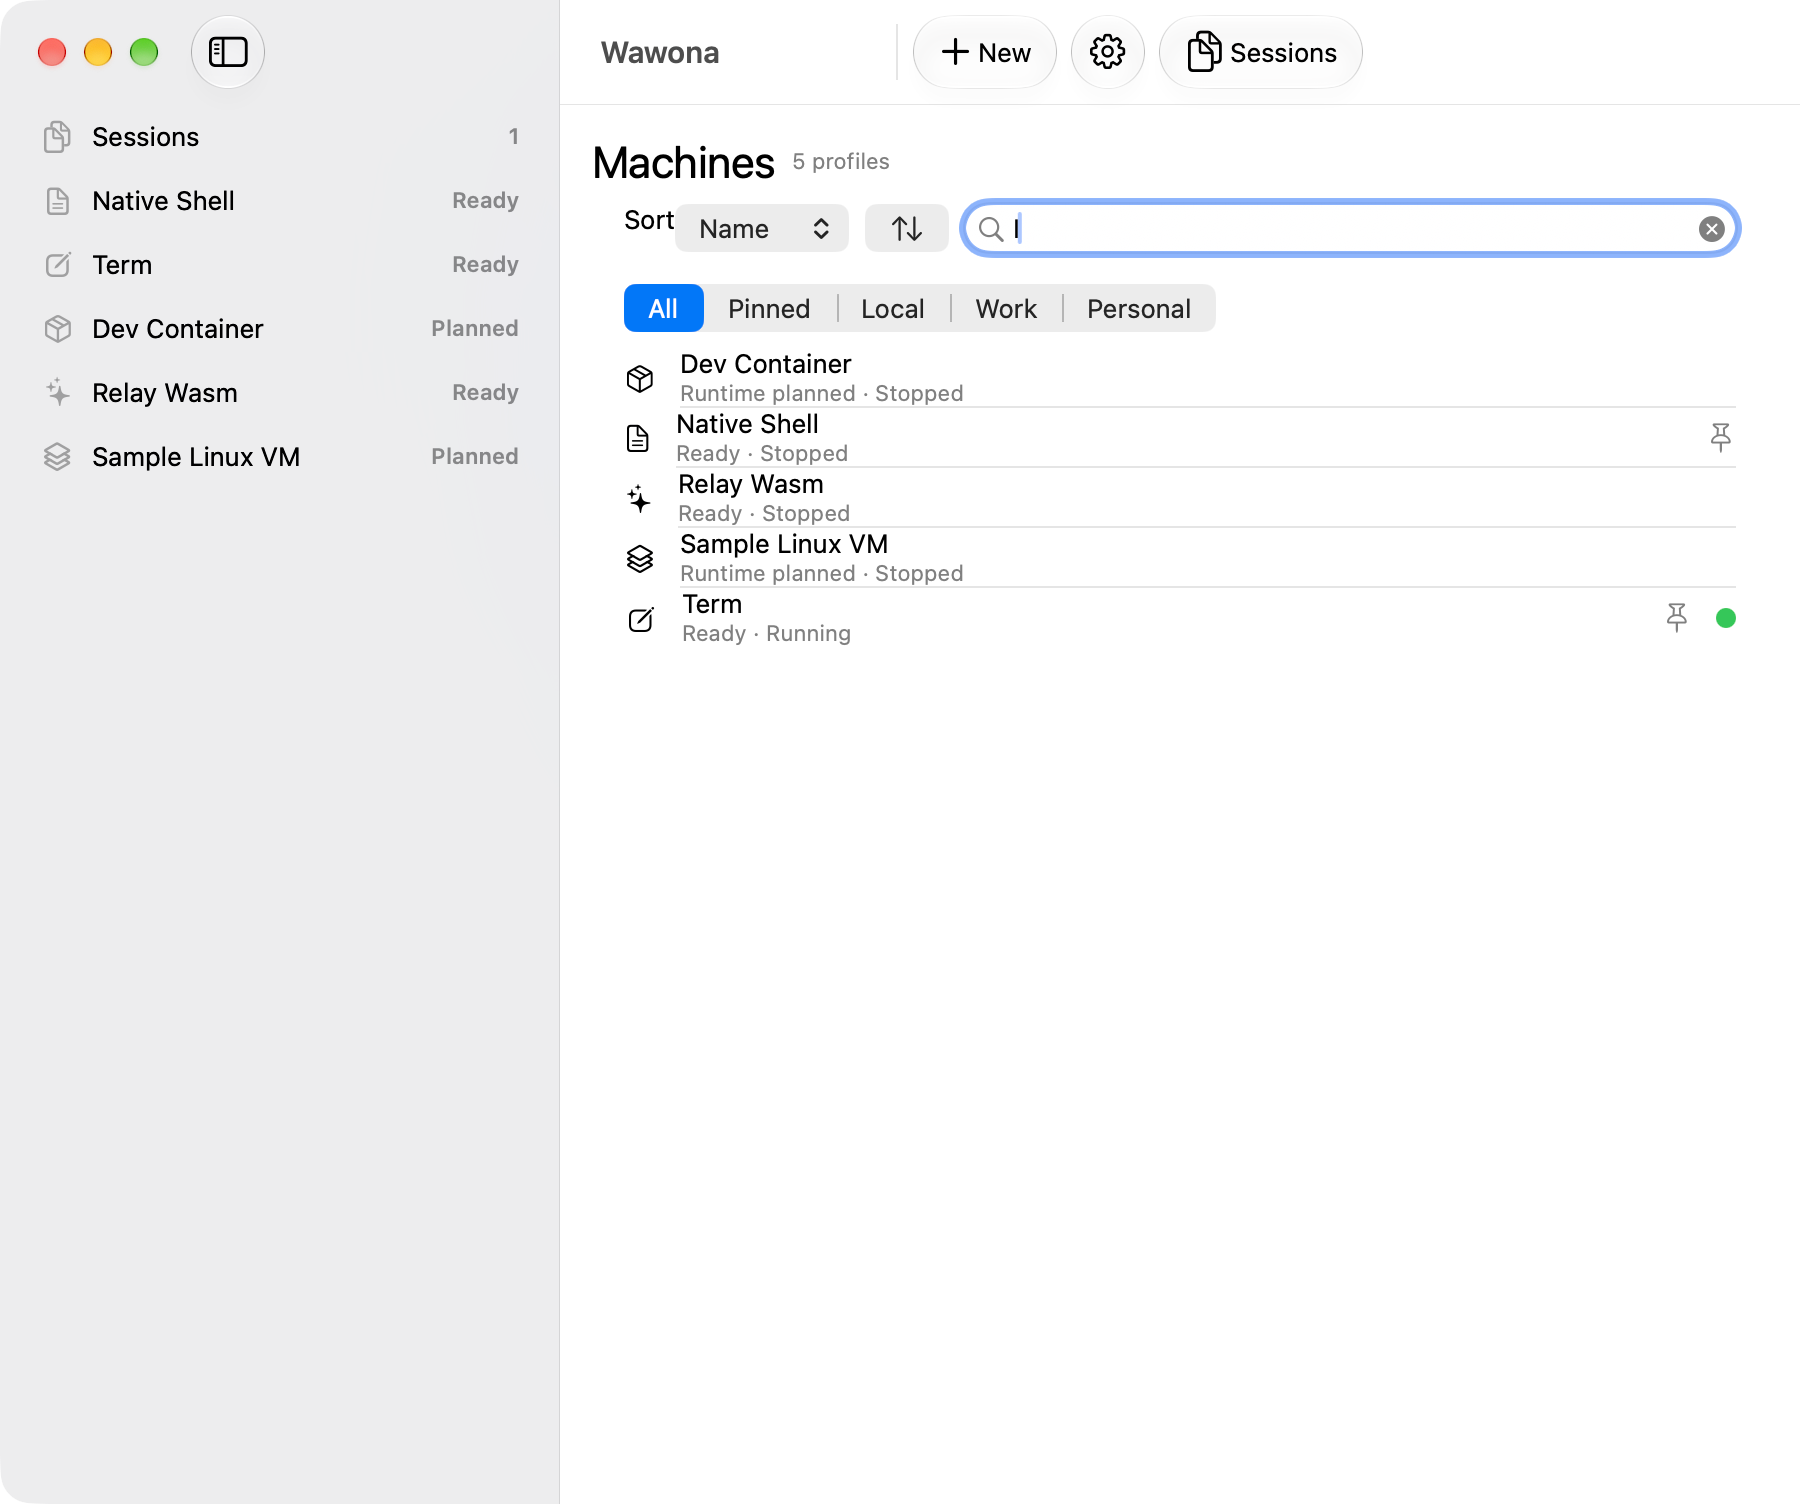 Wawona
New
Sessions
Sessions 1
Native Shell Ready
Term Ready
Dev Container Planned
Relay Wasm Ready
Sample Linux VM Planned
Machines 5 profiles
Sort Name
l
All Pinned Local Work Personal
Dev Container
Runtime planned · Stopped
Native Shell
Ready · Stopped
Relay Wasm
Ready · Stopped
Sample Linux VM
Runtime planned · Stopped
Term
Ready · Running